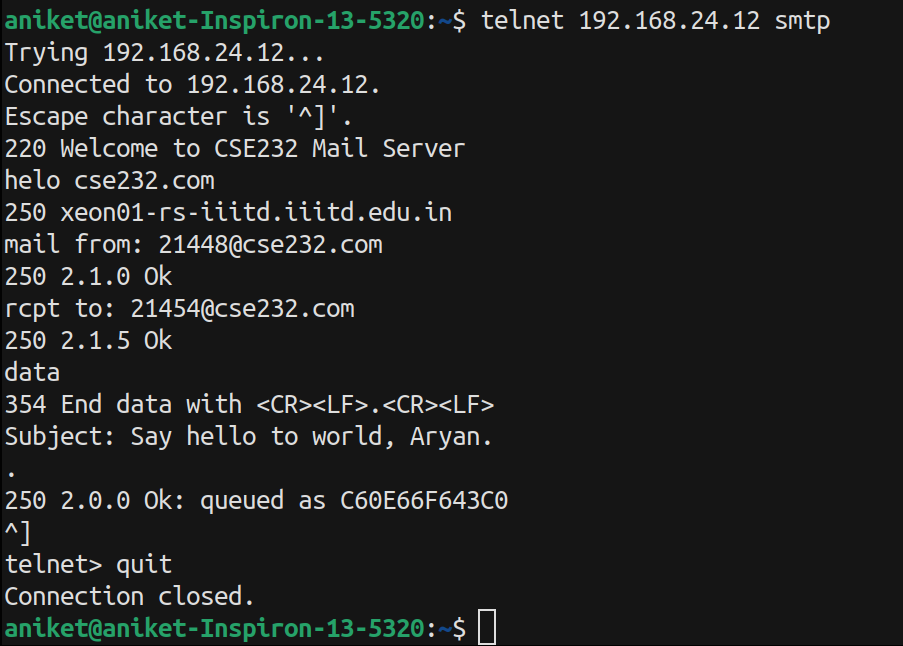 aniket@aniket-Inspiron-13-5320:~$ telnet 192.168.24.12 smtp
Trying 192.168.24.12...
Connected to 192.168.24.12.
Escape character is '^]'.
220 Welcome to CSE232 Mail Server
helo cse232.com
250 xeon01-rs-iiitd.iiitd.edu.in
mail from: 21448@cse232.com
250 2.1.0 Ok
rcpt to: 21454@cse232.com
250 2.1.5 Ok
data
354 End data with <CR><LF>.<CR><LF>
Subject: Say hello to world, Aryan.
.
250 2.0.0 Ok: queued as C60E66F643C0
^]
telnet> quit
Connection closed.
aniket@aniket-Inspiron-13-5320:~$